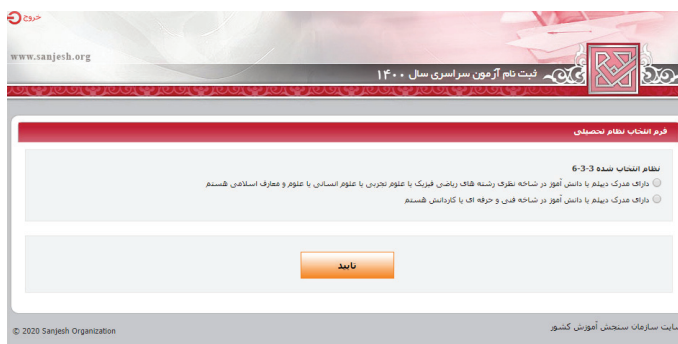 خروج
www.sanjesh.org
ثبت نام آزمون سراسری سال ۱۴۰۰
فرم انتخاب نظام تحصیلی
نظام انتخاب شده 3-3-6
دارای مدرک دیپلم یا دانش آموز در شاخه نظری رشته های ریاضی فیزیک یا علوم تجربی یا علوم انسانی یا علوم و معارف اسلامی هستم
دارای مدرک دیپلم یا دانش آموز در شاخه فنی و حرفه ای یا کاردانش هستم
تایید
سایت سازمان سنجش آموزش کشور
© 2020 Sanjesh Organization